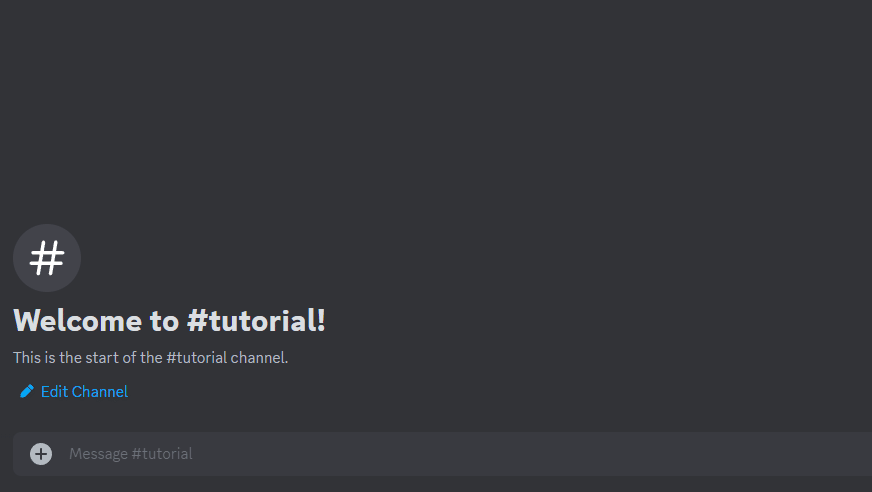 #
Welcome to #tutorial!
This is the start of the #tutorial channel.
Edit Channel
Message #tutorial